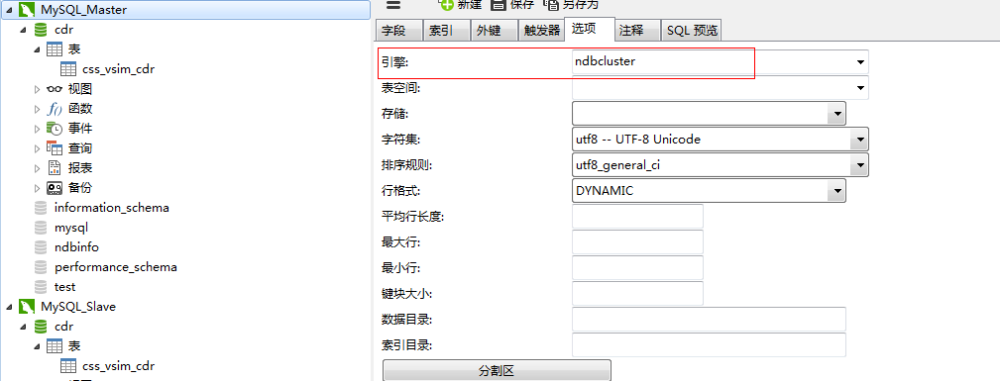 MySQL_Master
cdr
表
css_vsim_cdr
视图
函数
事件
查询
报表
备份
information_schema
mysql
ndbinfo
performance_schema
test
MySQL_Slave
cdr
表
css_vsim_cdr
新建 保存 另存为
字段 索引 外键 触发器 选项 注释 SQL 预览
引擎: ndbcluster
表空间:
存储:
字符集: utf8 -- UTF-8 Unicode
排序规则: utf8_general_ci
行格式: DYNAMIC
平均行长度:
最大行:
最小行:
键块大小:
数据目录:
索引目录:
分割区